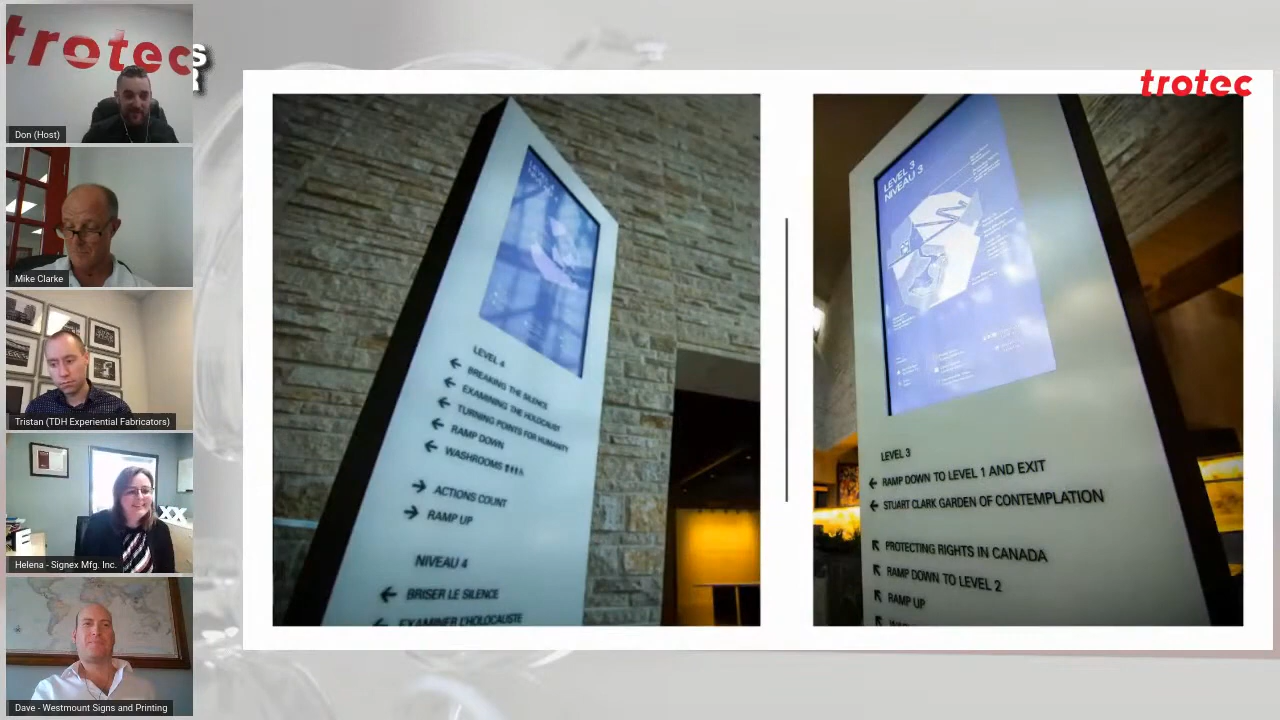 trotec
S
R
Don (Host)
Mike Clarke
Tristan (TDH Experiential Fabricators)
Helena - Signex Mfg. Inc.
Dave - Westmount Signs and Printing
trotec
LEVEL 4
BREAKING THE SILENCE
EXAMINING THE HOLOCAUST
TURNING POINTS FOR HUMANITY
RAMP DOWN
WASHROOMS
ACTIONS COUNT
RAMP UP
NIVEAU 4
BRISER LE SILENCE
EXAMINER L'HOLOCAUSTE
LEVEL 3
NIVEAU 3
LEVEL 3
RAMP DOWN TO LEVEL 1 AND EXIT
STUART CLARK GARDEN OF CONTEMPLATION
PROTECTING RIGHTS IN CANADA
RAMP DOWN TO LEVEL 2
RAMP UP